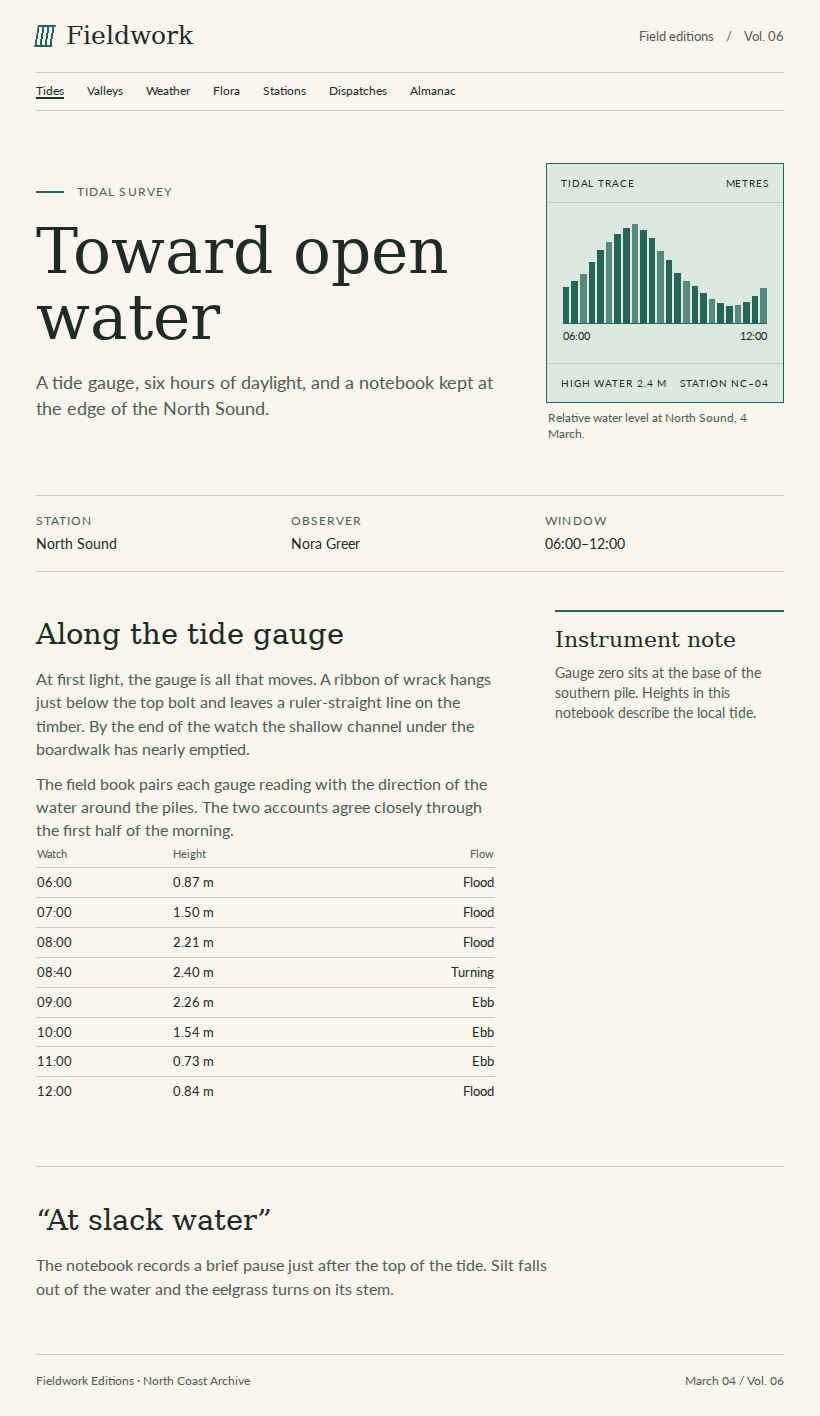 Fieldwork
Field editions / Vol. 06
Tides Valleys Weather Flora Stations Dispatches Almanac
TIDAL SURVEY
Toward open
water
A tide gauge, six hours of daylight, and a notebook kept at
the edge of the North Sound.
TIDAL TRACE METRES
06:00 12:00
HIGH WATER 2.4 M STATION NC–04
Relative water level at North Sound, 4
March.
STATION OBSERVER WINDOW
North Sound Nora Greer 06:00–12:00
Along the tide gauge
At first light, the gauge is all that moves. A ribbon of wrack hangs
just below the top bolt and leaves a ruler-straight line on the
timber. By the end of the watch the shallow channel under the
boardwalk has nearly emptied.
The field book pairs each gauge reading with the direction of the
water around the piles. The two accounts agree closely through
the first half of the morning.
Watch Height Flow
06:00 0.87 m Flood
07:00 1.50 m Flood
08:00 2.21 m Flood
08:40 2.40 m Turning
09:00 2.26 m Ebb
10:00 1.54 m Ebb
11:00 0.73 m Ebb
12:00 0.84 m Flood
Instrument note
Gauge zero sits at the base of the
southern pile. Heights in this
notebook describe the local tide.
“At slack water”
The notebook records a brief pause just after the top of the tide. Silt falls
out of the water and the eelgrass turns on its stem.
Fieldwork Editions · North Coast Archive
March 04 / Vol. 06